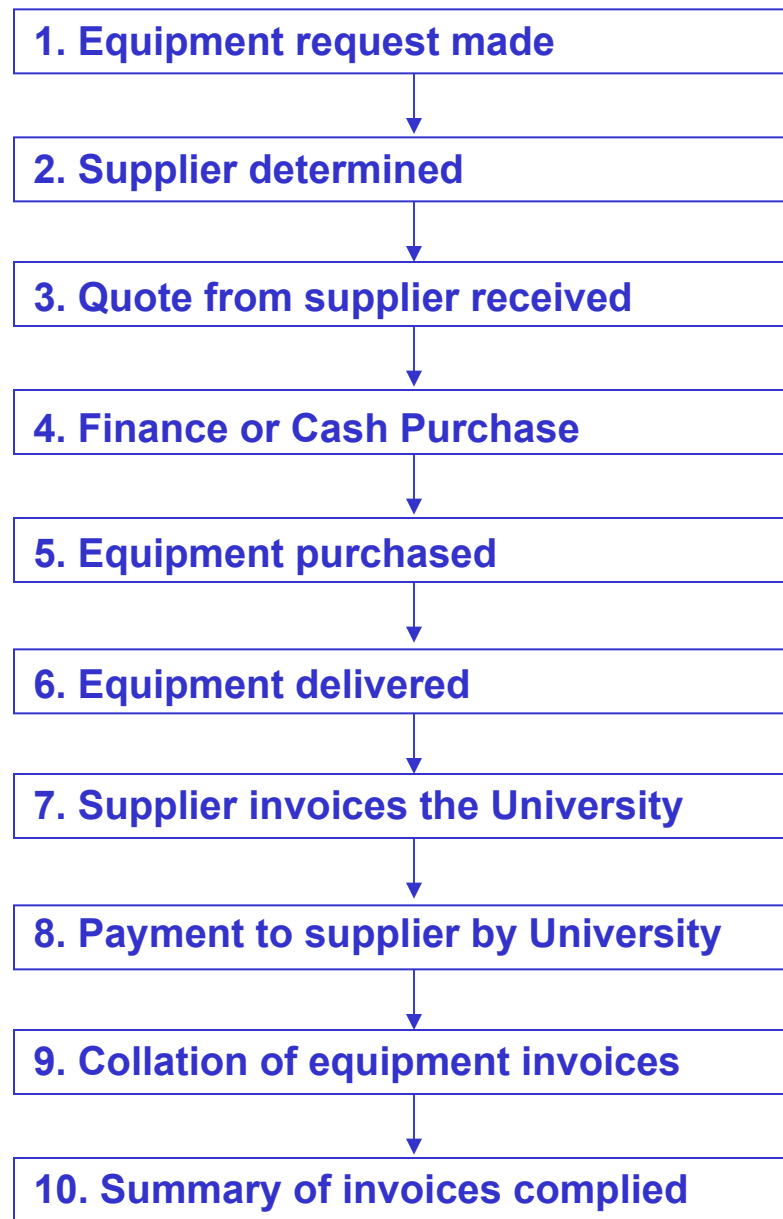 1. Equipment request made
2. Supplier determined
3. Quote from supplier received
4. Finance or Cash Purchase
5. Equipment purchased
6. Equipment delivered
7. Supplier invoices the University
8. Payment to supplier by University
9. Collation of equipment invoices
10. Summary of invoices complied